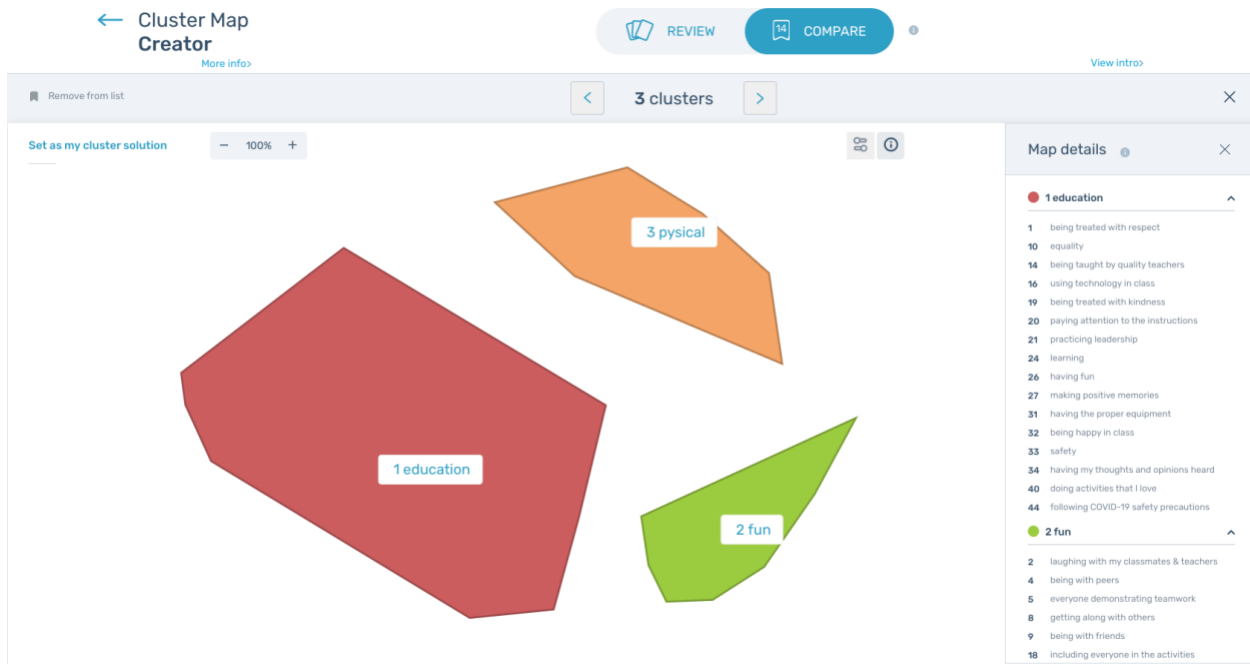 Cluster Map
Creator
More info>
REVIEW
14
COMPARE
View intro>
Remove from list
3 clusters
Set as my cluster solution
100%
Map details
3 pysical
1 education
2 fun
1 education
1 being treated with respect
10 equality
14 being taught by quality teachers
16 using technology in class
19 being treated with kindness
20 paying attention to the instructions
21 practicing leadership
24 learning
26 having fun
27 making positive memories
31 having the proper equipment
32 being happy in class
33 safety
34 having my thoughts and opinions heard
40 doing activities that I love
44 following COVID-19 safety precautions
2 fun
2 laughing with my classmates & teachers
4 being with peers
5 everyone demonstrating teamwork
8 getting along with others
9 being with friends
18 including everyone in the activities